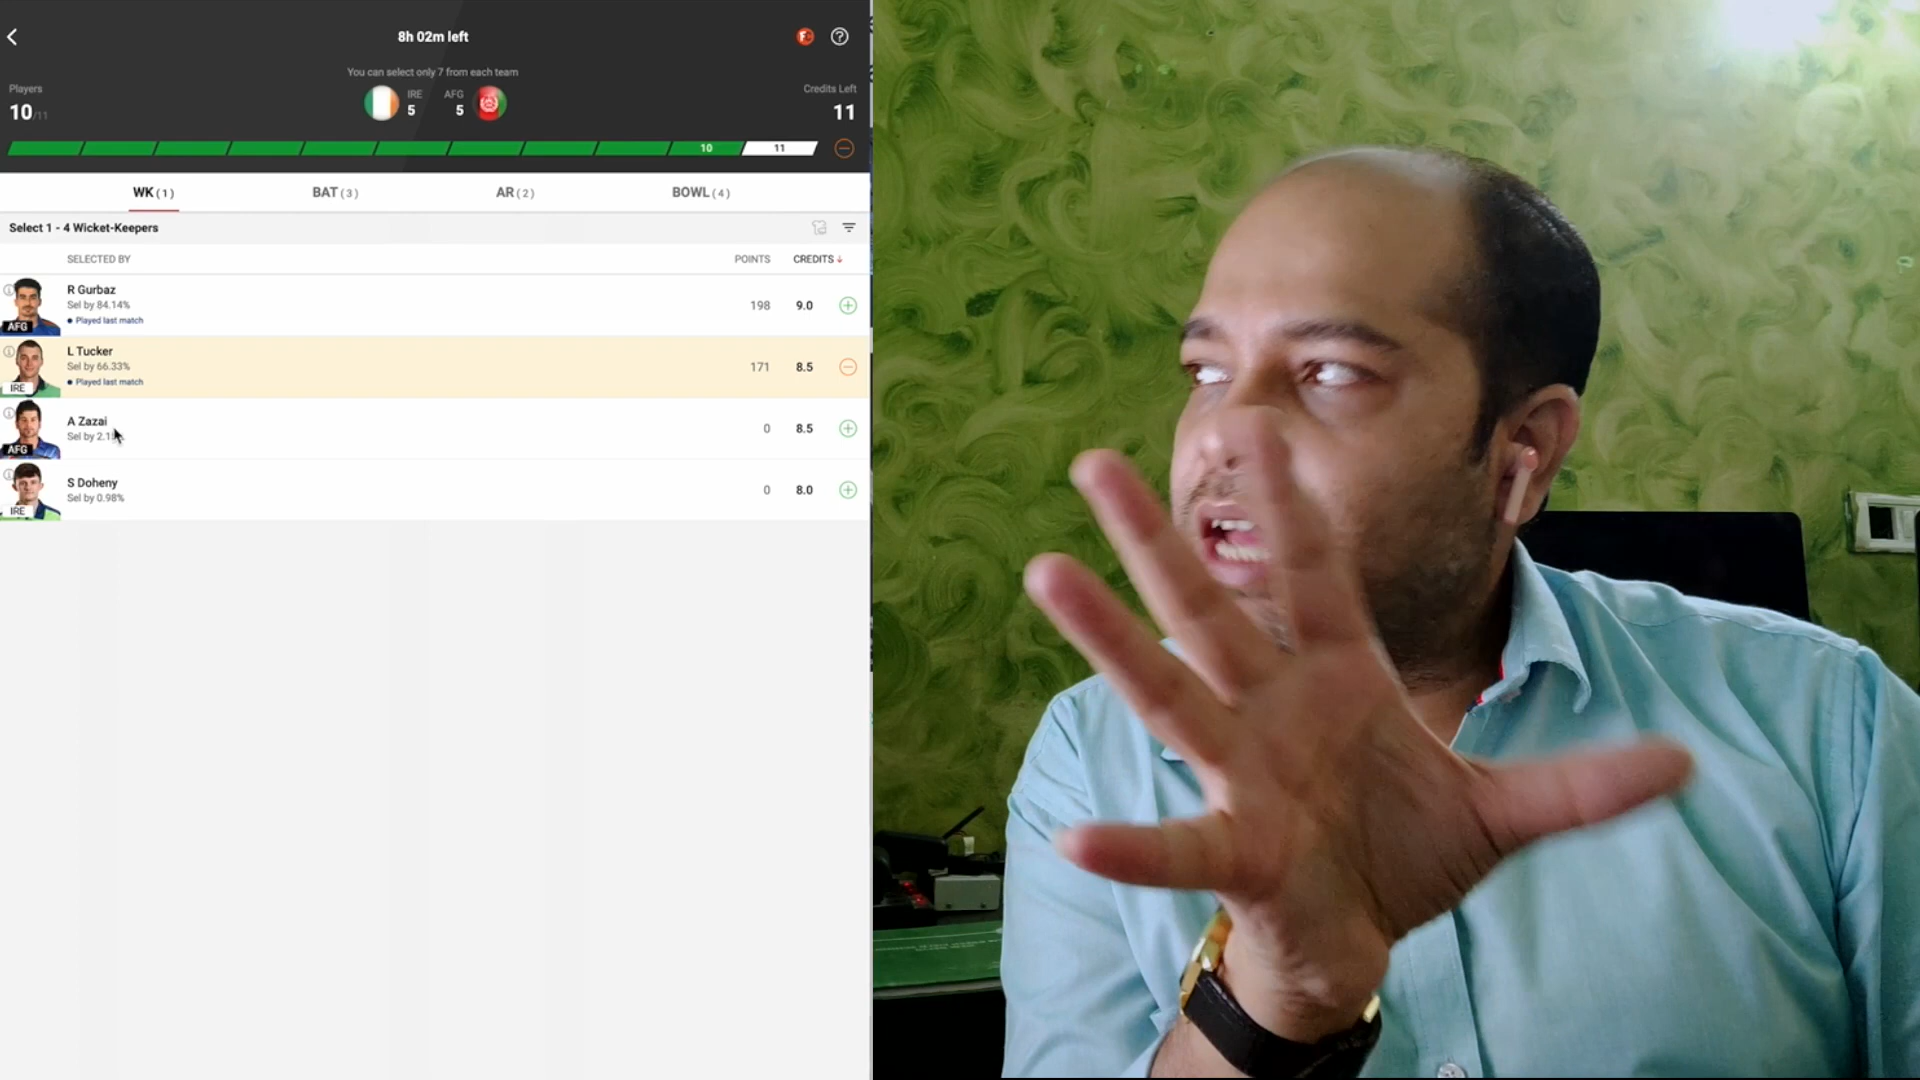 8h 02m left
You can select only 7 from each team
Players
10/11
IRE
5
AFG
5
Credits Left
11
10
11
WK (1)
BAT (3)
AR (2)
BOWL (4)
Select 1 - 4 Wicket-Keepers
SELECTED BY
POINTS
CREDITS
R Gurbaz
Sel by 84.14%
Played last match
AFG
198
9.0
L Tucker
Sel by 66.33%
Played last match
IRE
171
8.5
A Zazai
Sel by
AFG
0
8.5
S Doheny
Sel by 0.98%
IRE
0
8.0